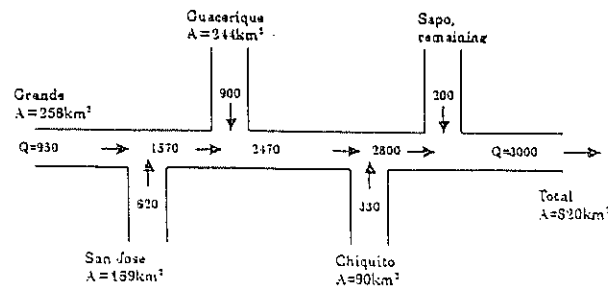 Guacerique
A=244km²
Sapo,
remaining
Grande
A=258km²
900
200
Q=930
1570
2470
2800
Q=3000
620
330
Total
A=820km²
San Jose
Chiquito
A=90km²